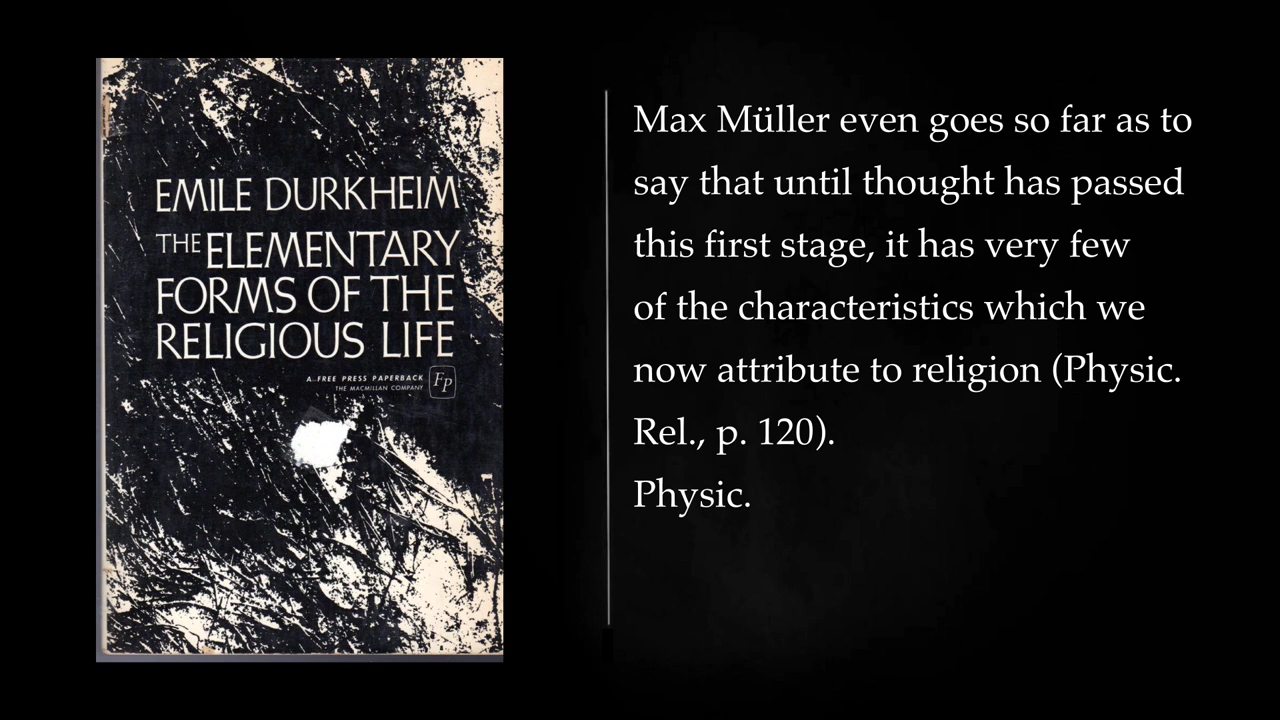 EMILE DURKHEIM
THE ELEMENTARY
FORMS OF THE
RELIGIOUS LIFE
A FREE PRESS PAPERBACK
THE MACMILLAN COMPANY
Fp
Max Müller even goes so far as to
say that until thought has passed
this first stage, it has very few
of the characteristics which we
now attribute to religion (Physic.
Rel., p. 120).
Physic.